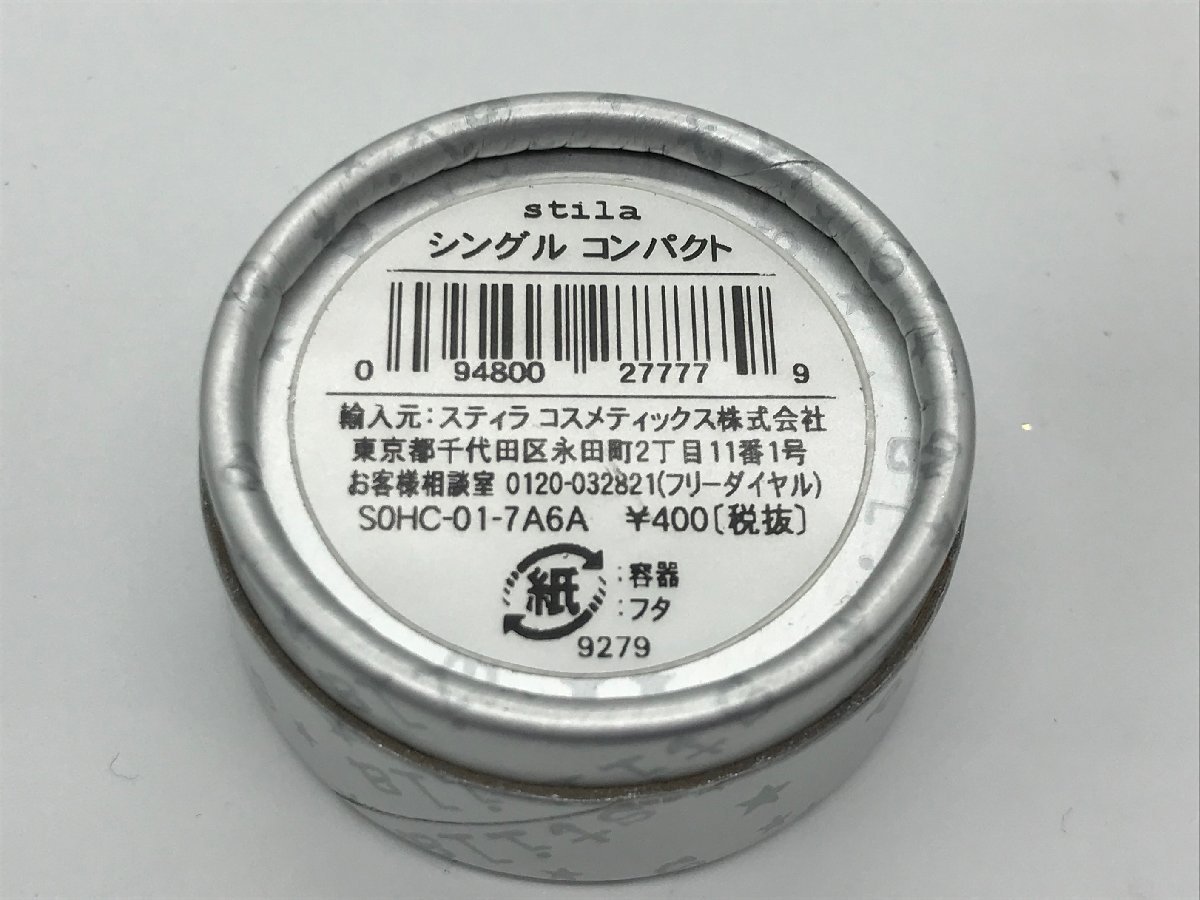 stila
シングル コンパクト
0 94800 27777 9
輸入元：スティラ コスメティックス株式会社
東京都千代田区永田町2丁目11番1号
お客様相談室 0120-032821(フリーダイヤル)
S0HC-01-7A6A ¥400〔税抜〕
紙 :容器
:フタ
9279